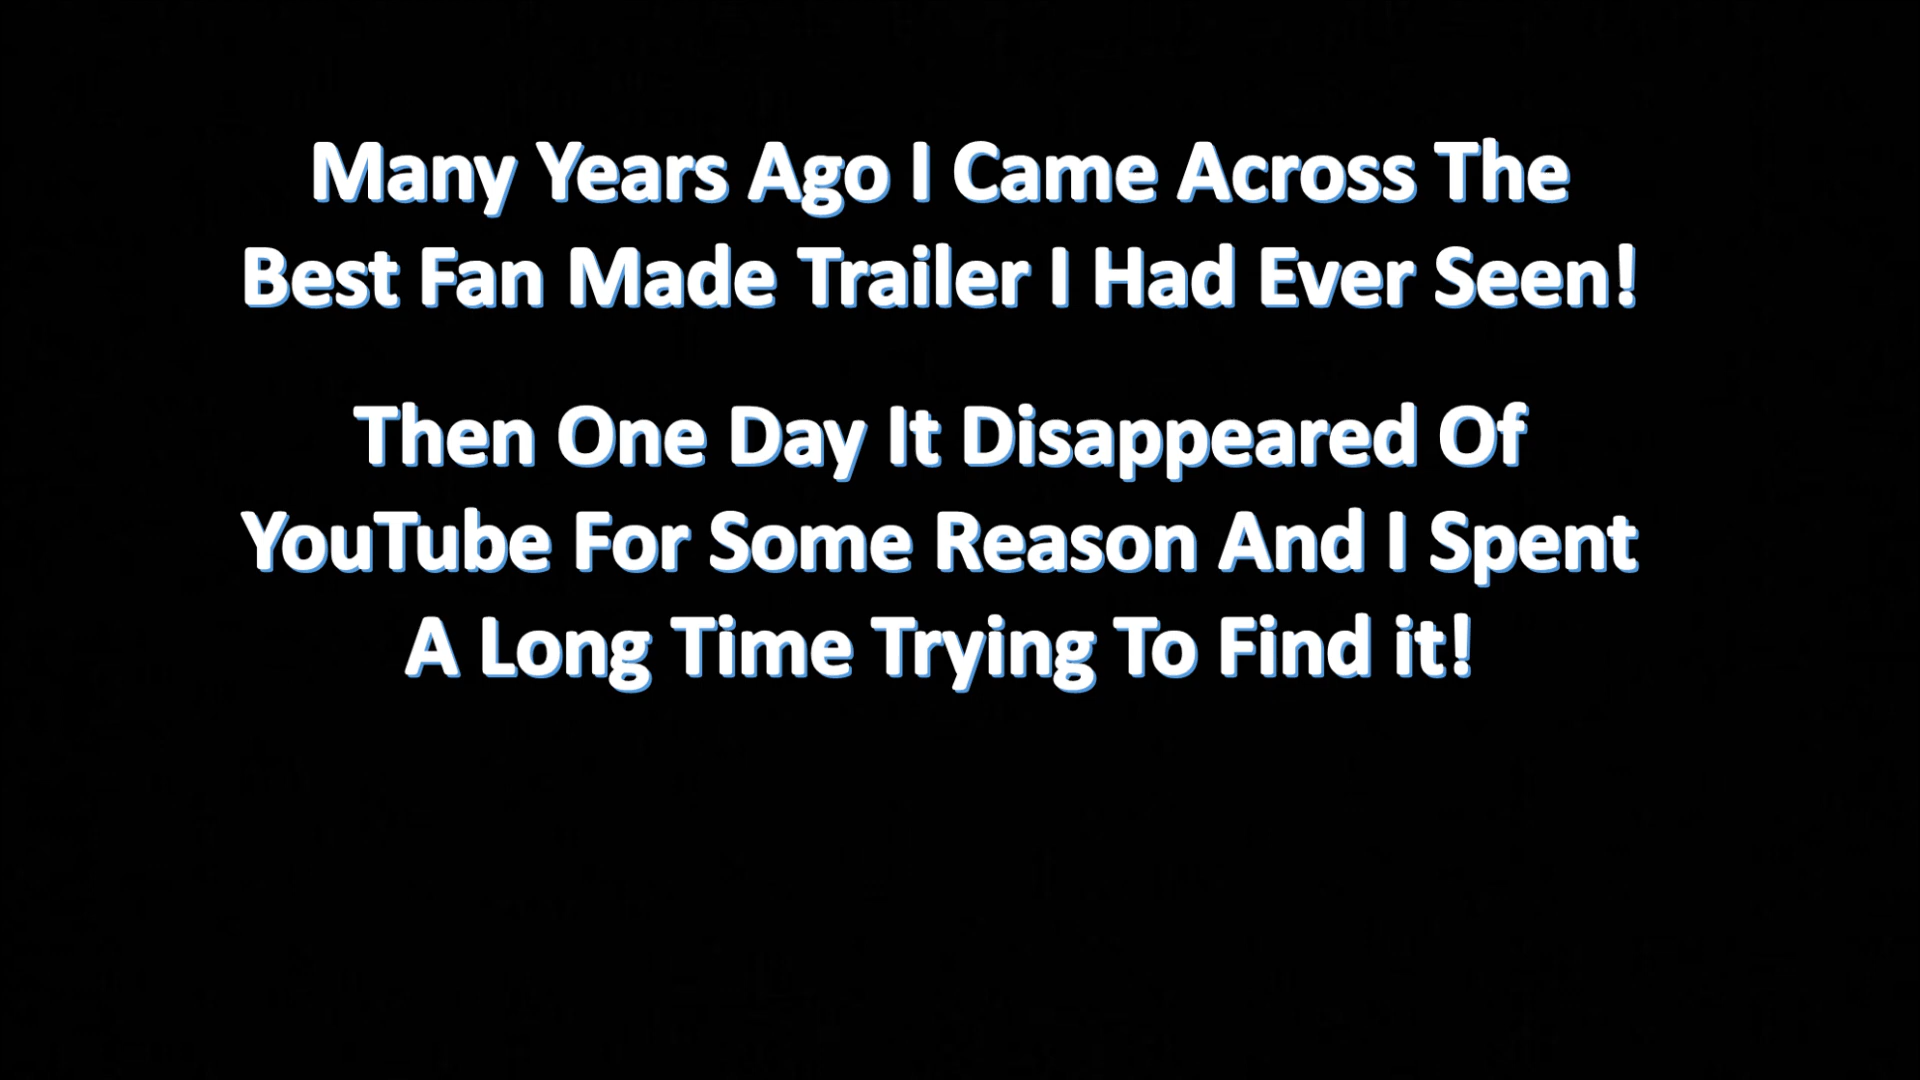 Many Years Ago I Came Across The
Best Fan Made Trailer I Had Ever Seen!
Then One Day It Disappeared Of
YouTube For Some Reason And I Spent
A Long Time Trying To Find it!